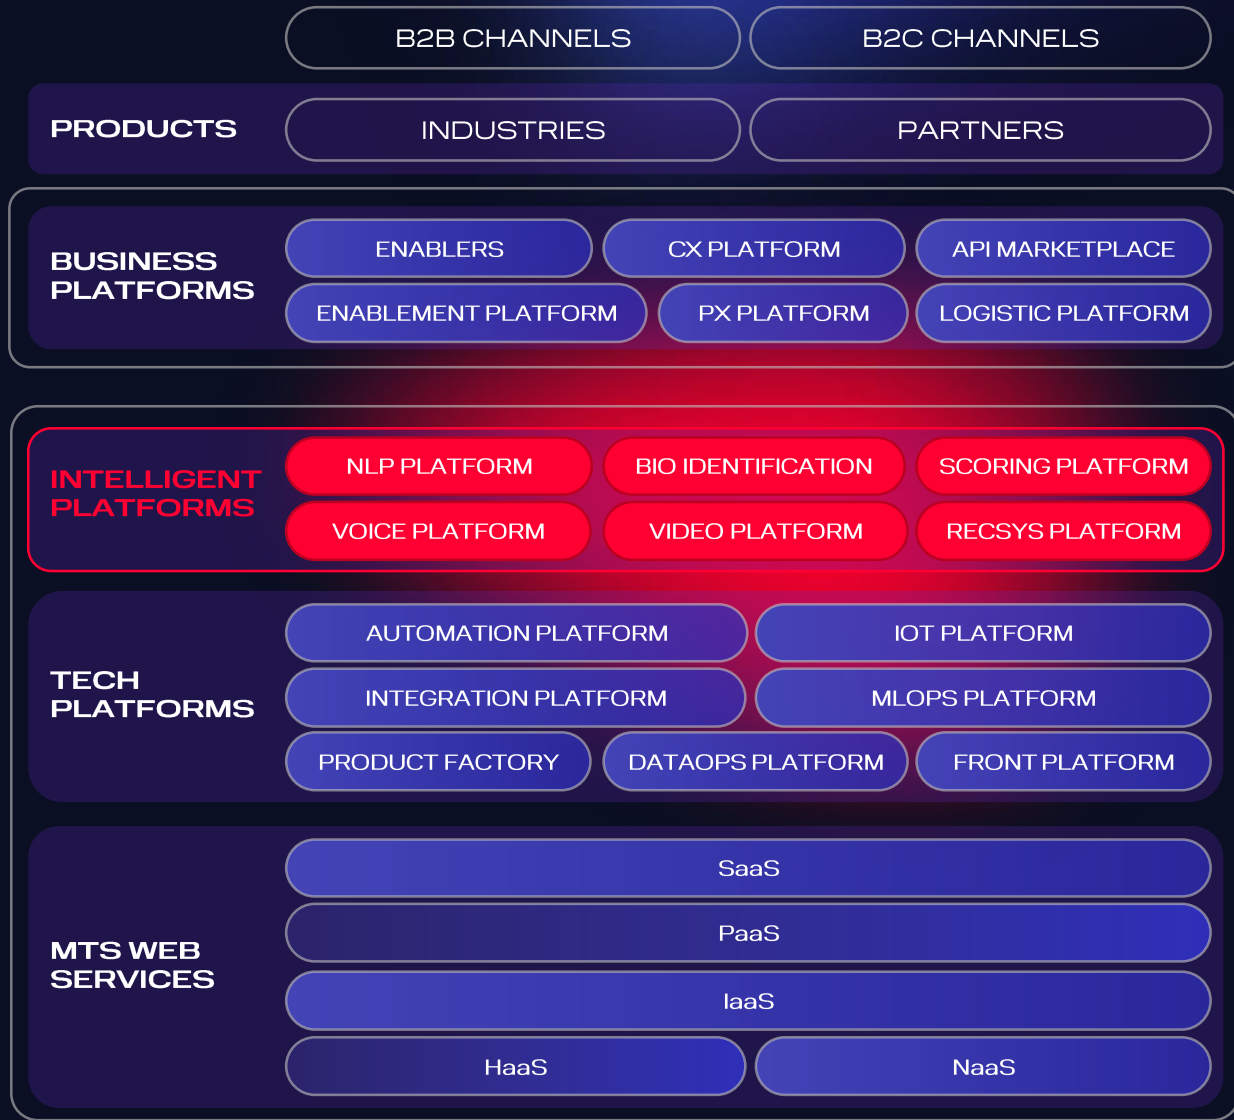 B2B CHANNELS
B2C CHANNELS
PRODUCTS
INDUSTRIES
PARTNERS
BUSINESS
PLATFORMS
ENABLERS
CX PLATFORM
API MARKETPLACE
ENABLEMENT PLATFORM
PX PLATFORM
LOGISTIC PLATFORM
INTELLIGENT
PLATFORMS
NLP PLATFORM
BIO IDENTIFICATION
SCORING PLATFORM
VOICE PLATFORM
VIDEO PLATFORM
RECSYS PLATFORM
TECH
PLATFORMS
AUTOMATION PLATFORM
IOT PLATFORM
INTEGRATION PLATFORM
MLOPS PLATFORM
PRODUCT FACTORY
DATAOPS PLATFORM
FRONT PLATFORM
MTS WEB
SERVICES
SaaS
PaaS
IaaS
HaaS
NaaS